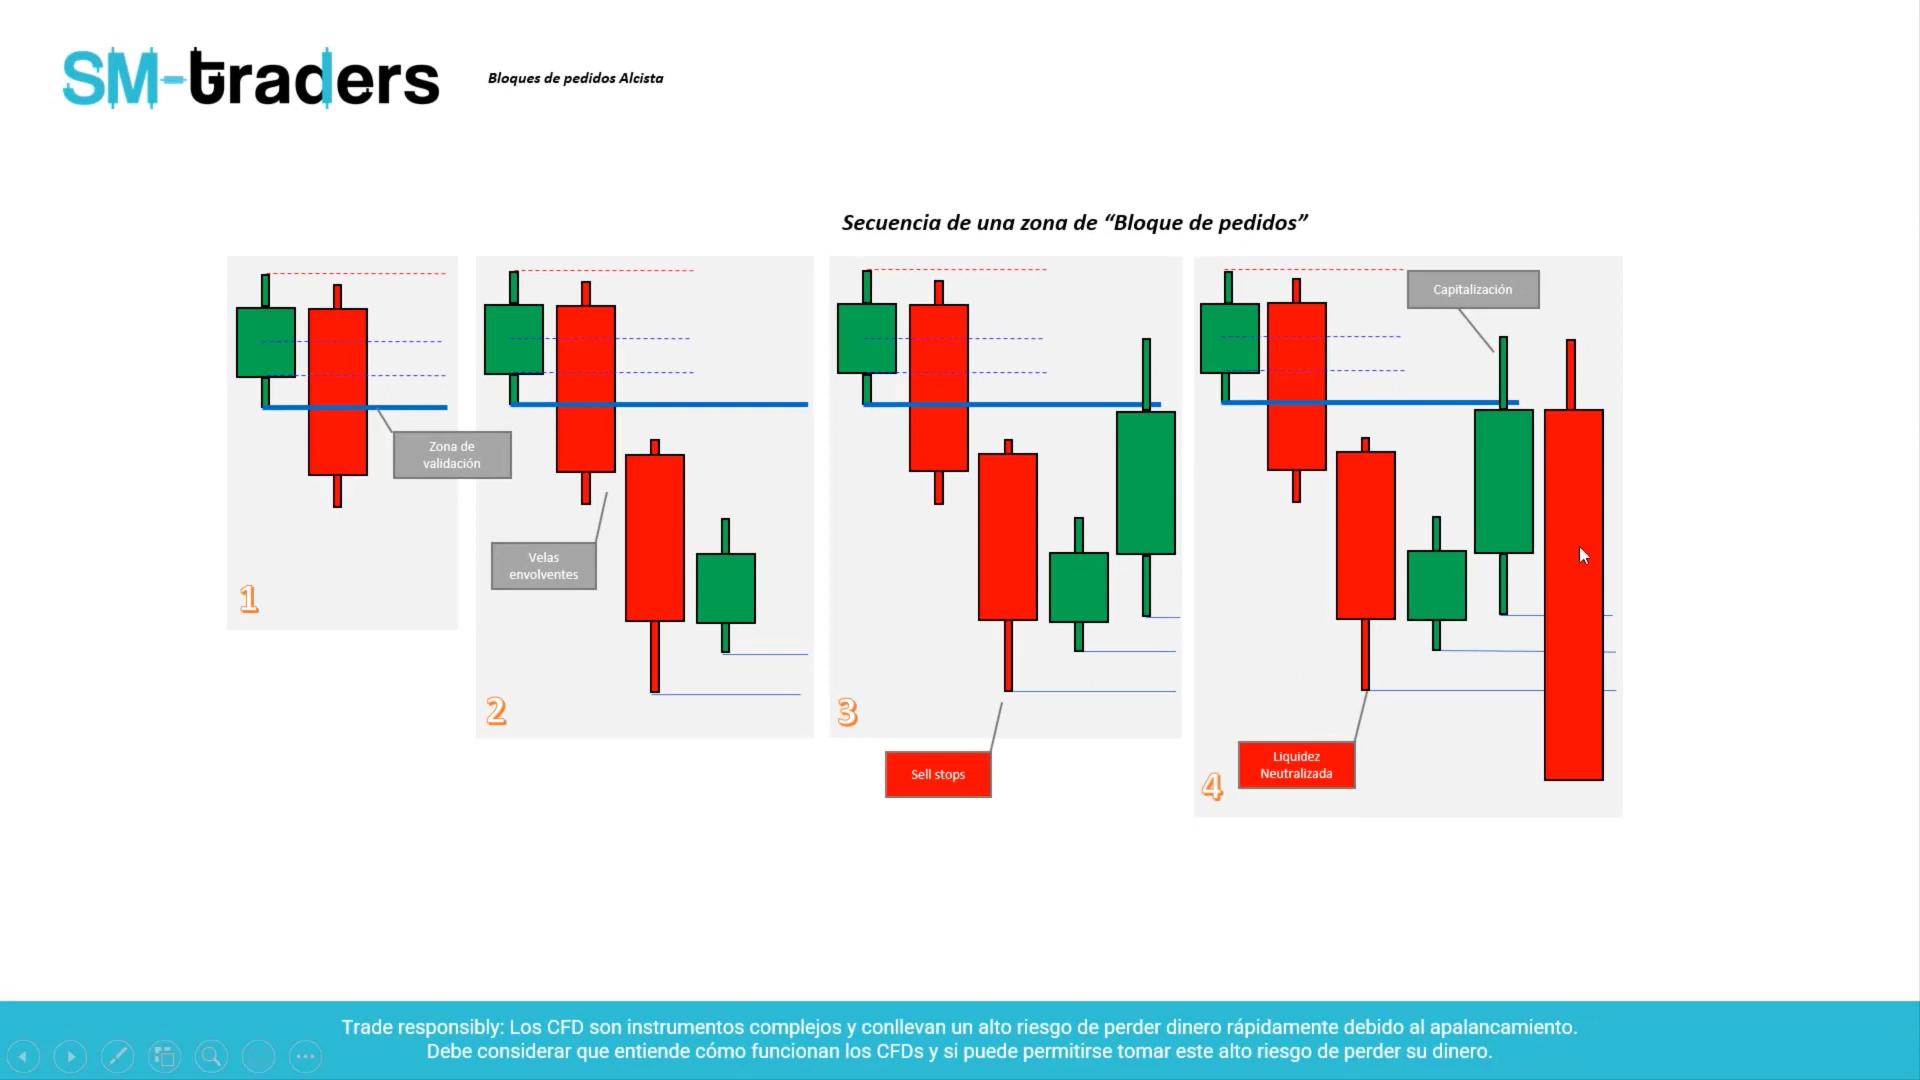 SM-traders
Bloques de pedidos Alcista
Secuencia de una zona de “Bloque de pedidos”
Zona de
validación
1
Velas
envolventes
2
Sell stops
3
Capitalización
Liquidez
Neutralizada
4
Trade responsibly: Los CFD son instrumentos complejos y conllevan un alto riesgo de perder dinero rápidamente debido al apalancamiento.
Debe considerar que entiende cómo funcionan los CFDs y si puede permitirse tomar este alto riesgo de perder su dinero.